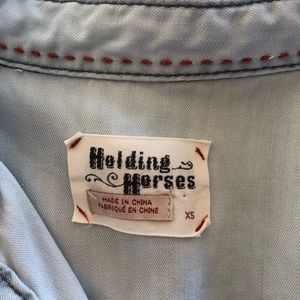 Holding
Horses
MADE IN CHINA
FABRIQUÉ EN CHINE
XS